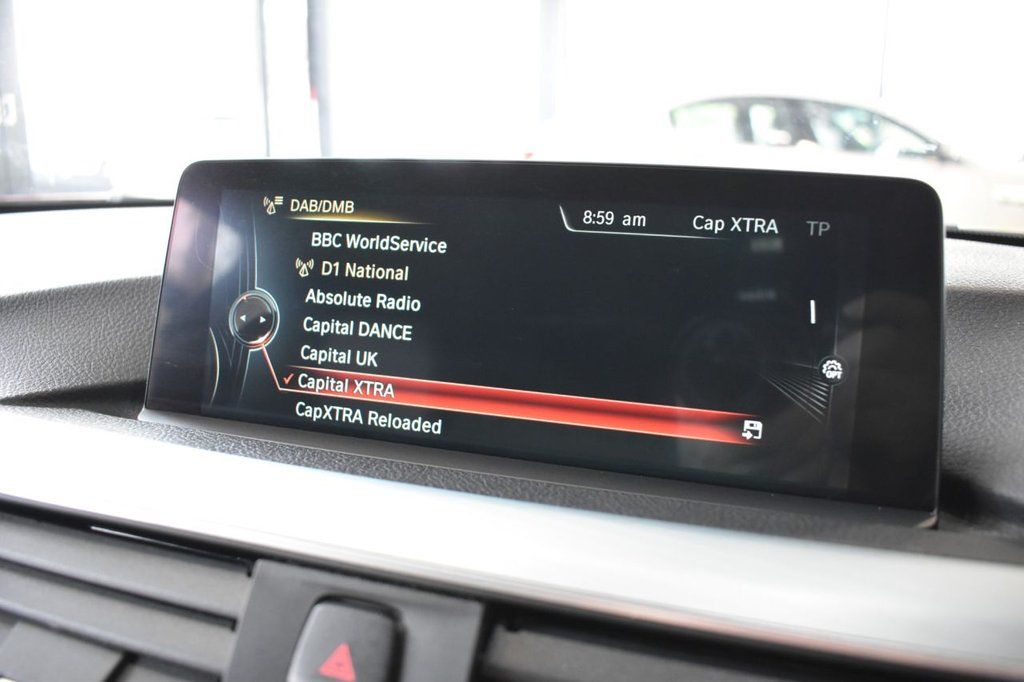 DAB/DMB
8:59 am
Cap XTRA
TP
BBC WorldService
D1 National
Absolute Radio
Capital DANCE
Capital UK
Capital XTRA
CapXTRA Reloaded
OPT